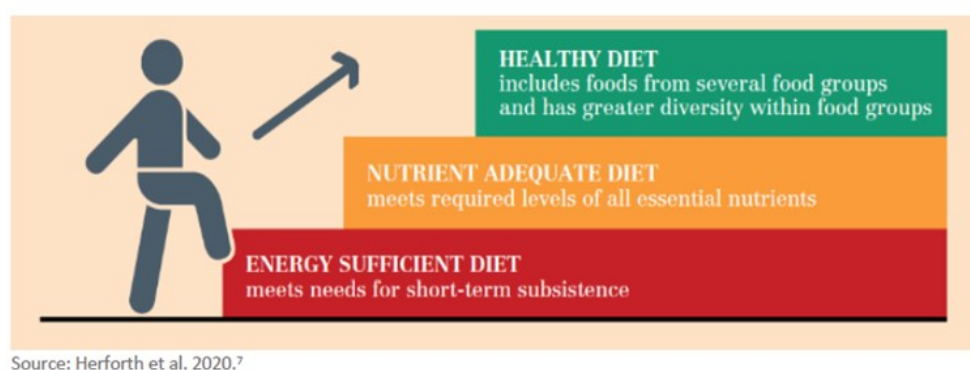 HEALTHY DIET
includes foods from several food groups
and has greater diversity within food groups
NUTRIENT ADEQUATE DIET
meets required levels of all essential nutrients
ENERGY SUFFICIENT DIET
meets needs for short-term subsistence
Source: Herforth et al. 2020.⁷